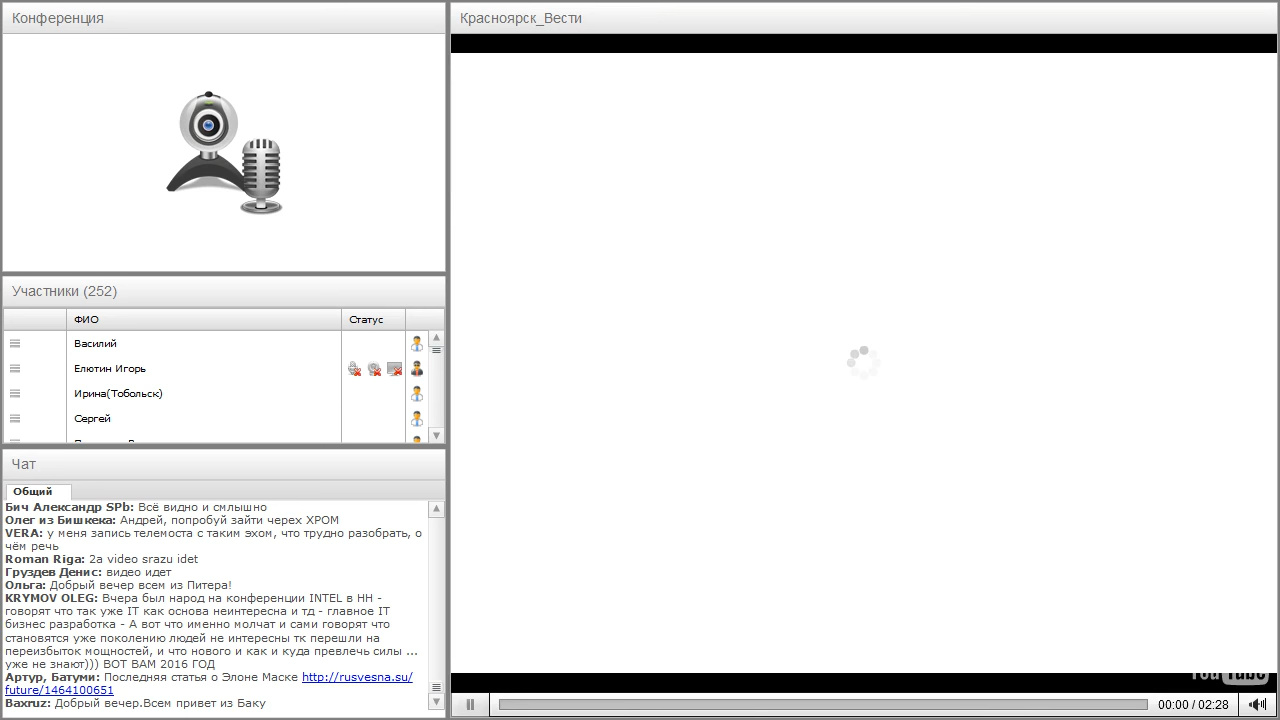 Конференция
Участники (252)
ФИО
Статус
Василий
Елютин Игорь
Ирина(Тобольск)
Сергей
Чат
Общий
Бич Александр SPb: Всё видно и смлышно
Олег из Бишкека: Андрей, попробуй зайти черех ХРОМ
VERA: у меня запись телемоста с таким эхом, что трудно разобрать, о
чём речь
Roman Riga: 2a video srazu idet
Груздев Денис: видео идет
Ольга: Добрый вечер всем из Питера!
KRYMOV OLEG: Вчера был народ на конференции INTEL в НН -
говорят что так уже IT как основа неинтересна и тд - главное IT
бизнес разработка - А вот что именно молчат и сами говорят что
становятся уже поколению людей не интересны тк перешли на
переизбыток мощностей, и что нового и как и куда превлечь силы ...
уже не знают))) ВОТ ВАМ 2016 ГОД
Артур, Батуми: Последняя статья о Элоне Маске http://rusvesna.su/
future/1464100651
Baxruz: Добрый вечер.Всем привет из Баку
Красноярск_Вести
YouTube
00:00 / 02:28